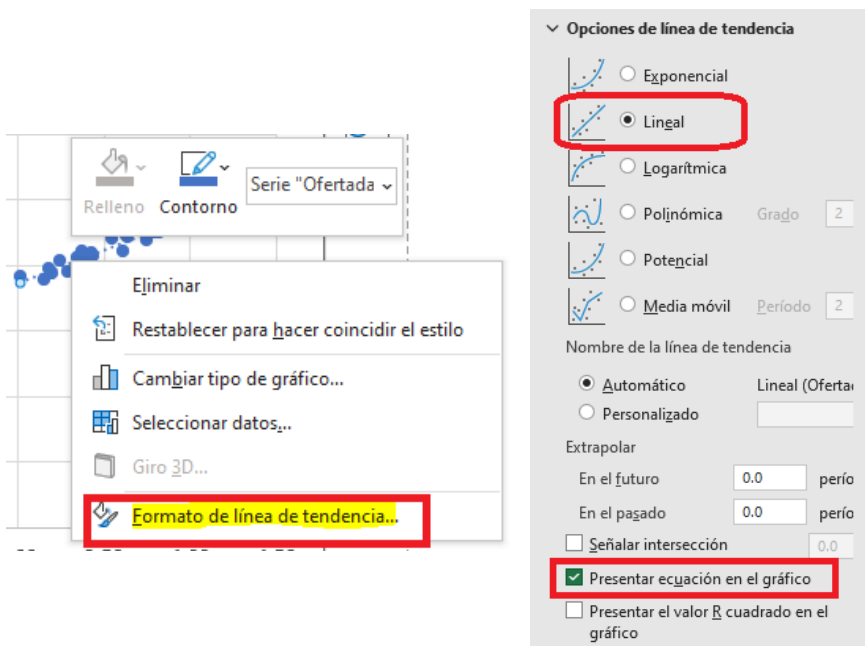 Relleno
Contorno
Serie "Ofertada
Eliminar
Restablecer para hacer coincidir el estilo
Cambiar tipo de gráfico...
Seleccionar datos...
Giro 3D...
Formato de línea de tendencia...
Opciones de línea de tendencia
Exponencial
Lineal
Logarítmica
Polinómica Grado 2
Potencial
Media móvil Período 2
Nombre de la línea de tendencia
Automático Lineal (Oferta
Personalizado
Extrapolar
En el futuro 0.0 perío
En el pasado 0.0 perío
Señalar intersección 0.0
Presentar ecuación en el gráfico
Presentar el valor R cuadrado en el
gráfico